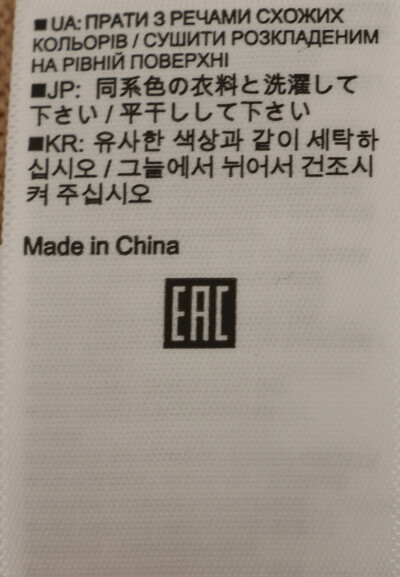 ■ UA: ПРАТИ З РЕЧАМИ СХОЖИХ
КОЛЬОРІВ / СУШИТИ РОЗКЛАДЕНИМ
НА РІВНІЙ ПОВЕРХНІ
■JP: 同系色の衣料と洗濯して
下さい / 平干しして下さい
■KR: 유사한 색상과 같이 세탁하
십시오 / 그늘에서 뉘어서 건조시
켜 주십시오
Made in China
EAC